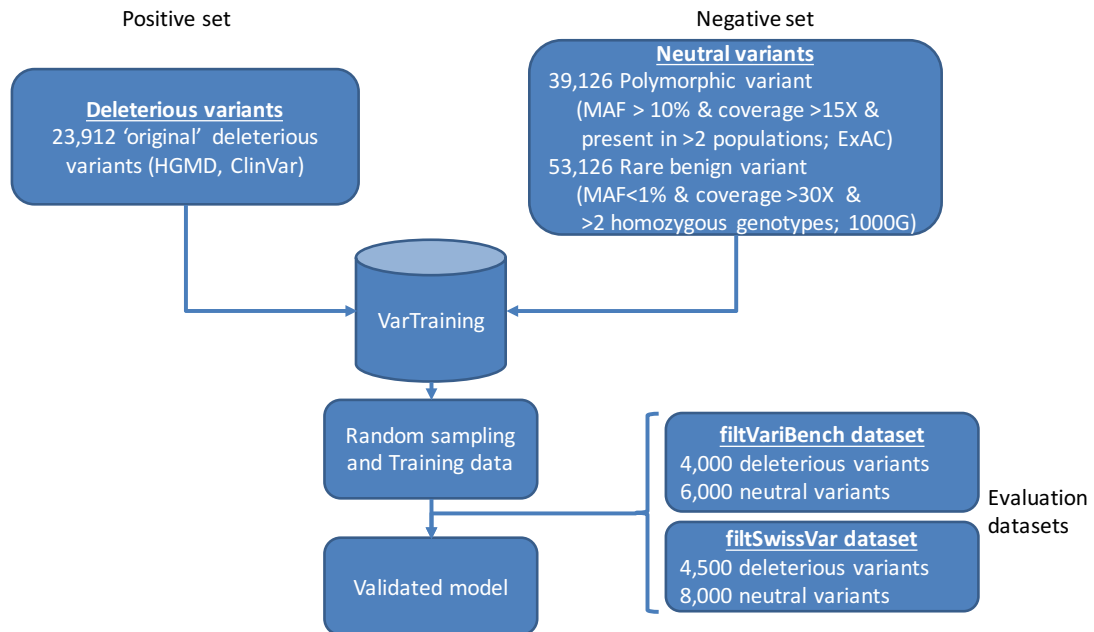 Positive set
Negative set
Deleterious variants
23,912 ‘original’ deleterious
variants (HGMD, ClinVar)
Neutral variants
39,126 Polymorphic variant
(MAF > 10% & coverage >15X &
present in >2 populations; ExAC)
53,126 Rare benign variant
(MAF<1% & coverage >30X &
>2 homozygous genotypes; 1000G)
VarTraining
Random sampling
and Training data
Validated model
filtVariBench dataset
4,000 deleterious variants
6,000 neutral variants
filtSwissVar dataset
4,500 deleterious variants
8,000 neutral variants
Evaluation
datasets